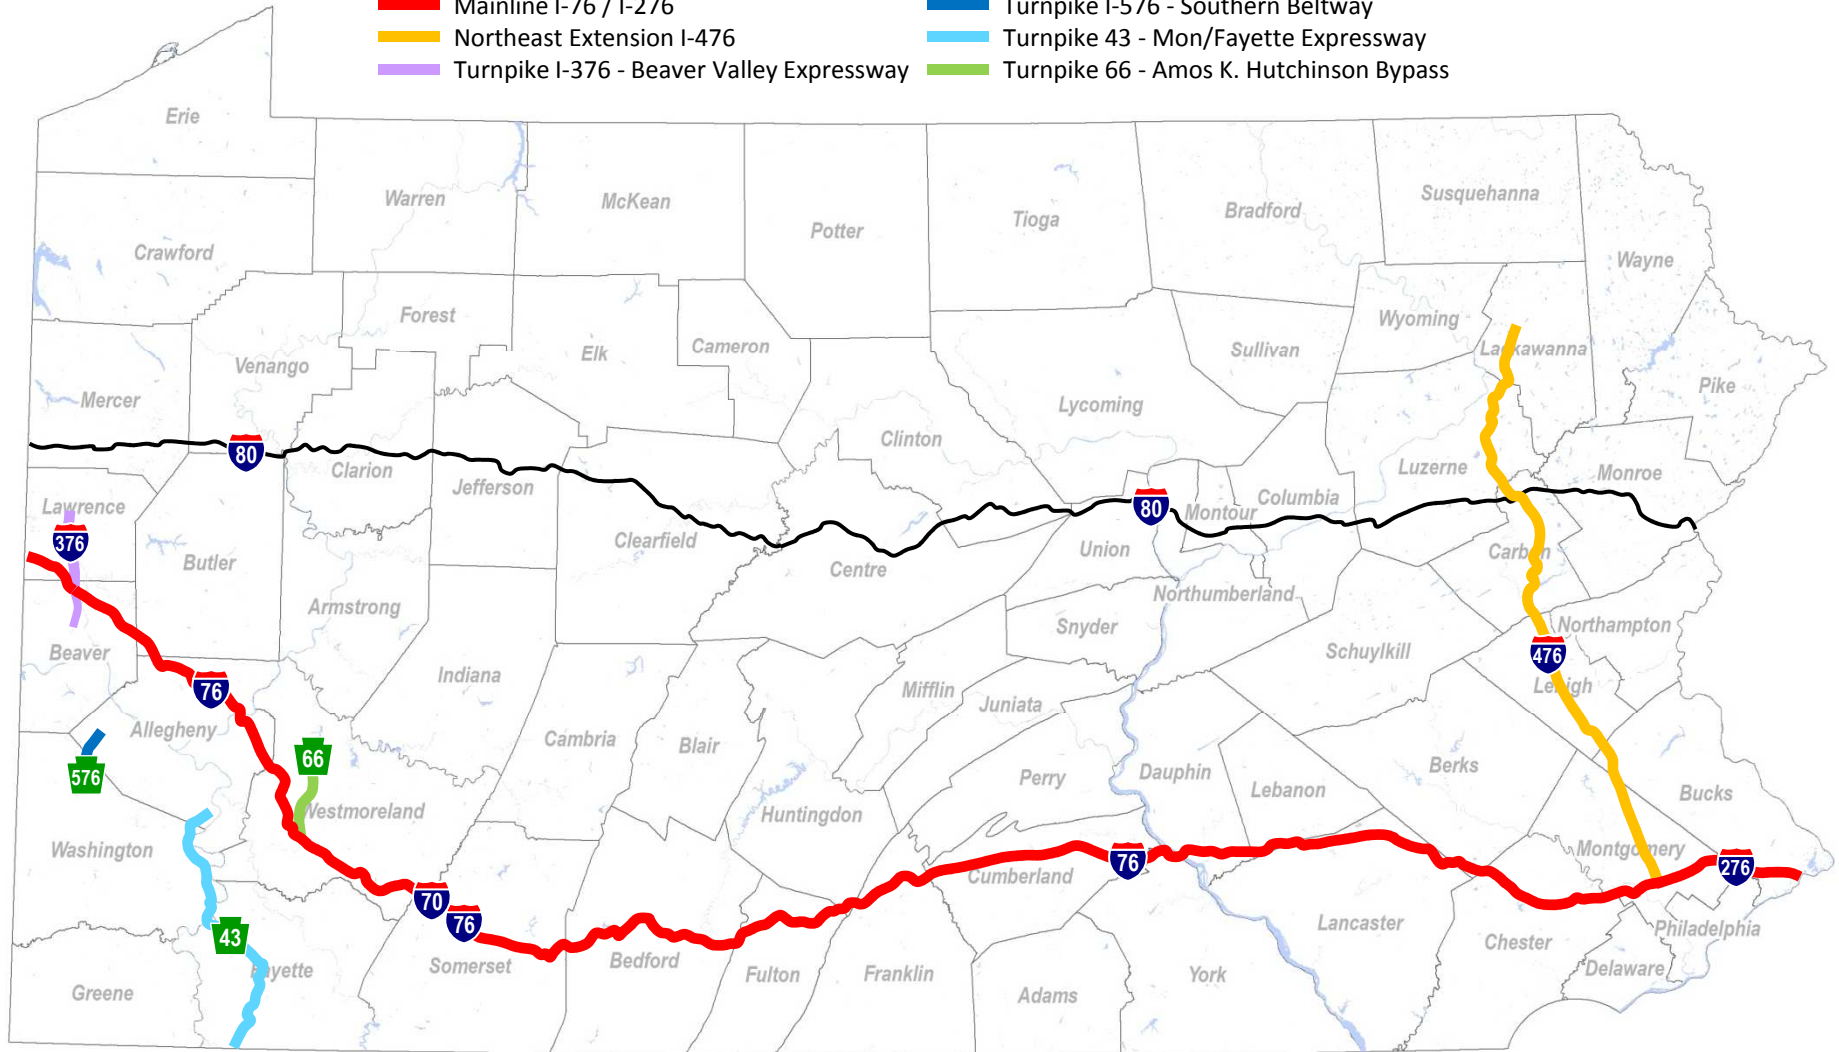 Mainline I-76 / I-276
Turnpike I-576 - Southern Beltway
Northeast Extension I-476
Turnpike 43 - Mon/Fayette Expressway
Turnpike I-376 - Beaver Valley Expressway
Turnpike 66 - Amos K. Hutchinson Bypass
Erie
Warren
McKean
Potter
Tioga
Bradford
Susquehanna
Wayne
Crawford
Forest
Elk
Cameron
Sullivan
Wyoming
Lackawanna
Pike
Mercer
Venango
Lycoming
Clinton
80
Clarion
Jefferson
Luzerne
Monroe
Lawrence
Columbia
80
Montour
376
Butler
Clearfield
Centre
Union
Carbon
Armstrong
Northumberland
Snyder
Northampton
Beaver
Indiana
Schuylkill
476
76
Mifflin
Juniata
Lehigh
Allegheny
Cambria
Blair
66
576
Perry
Dauphin
Lebanon
Berks
Bucks
Westmoreland
Huntingdon
Washington
Montgomery
76
276
Cumberland
70
76
43
Lancaster
Philadelphia
Chester
Fayette
Somerset
Bedford
Fulton
Franklin
York
Delaware
Greene
Adams